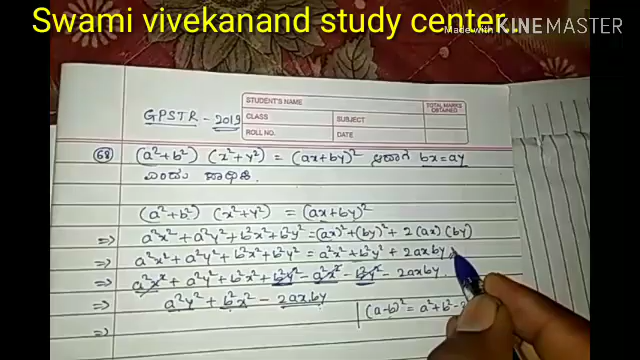 Swami vivekanand study center..
Made with KINEMASTER
GPSTR - 2019
STUDENT'S NAME
TOTAL MARKS OBTAINED
CLASS
SUBJECT
ROLL NO.
DATE
68 (a²+b²) (x²+y²) = (ax+by)² ಆದಾಗ bx=ay
ಎಂದು ಸಾಧಿಸಿ.
(a²+b²) (x²+y²) = (ax+by)²
⇒ a²x² + a²y² + b²x² + b²y² = (ax)² + (by)² + 2(ax)(by)
⇒ a²x² + a²y² + b²x² + b²y² = a²x² + b²y² + 2axby
⇒ a²x² + a²y² + b²x² + b²y² - a²x² - b²y² - 2axby
⇒ a²y² + b²x² - 2axby
(a-b)² = a²+b²-2
⇒